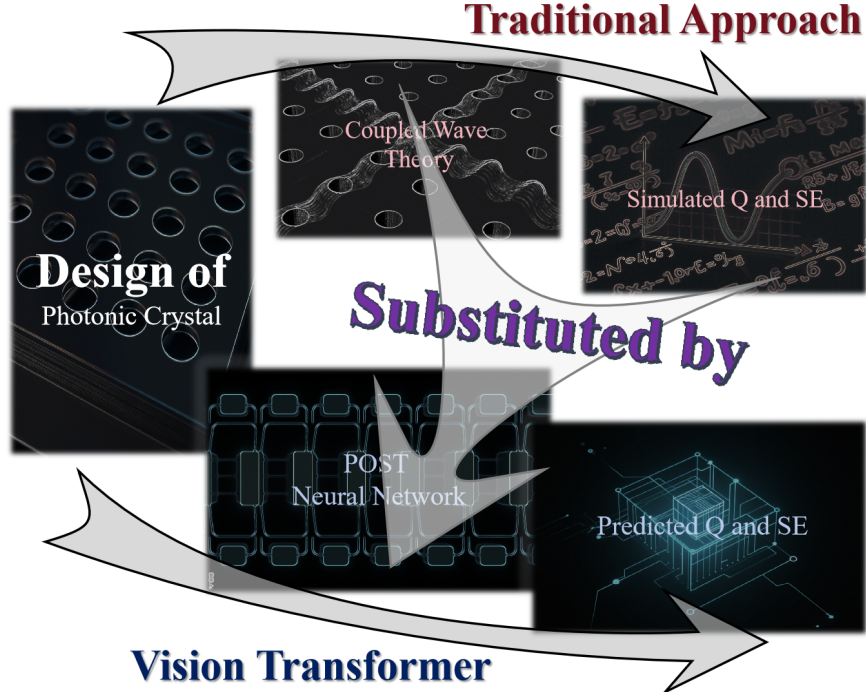 Traditional Approach
Coupled Wave
Theory
Simulated Q and SE
Design of
Photonic Crystal
Substituted by
POST
Neural Network
Predicted Q and SE
Vision Transformer